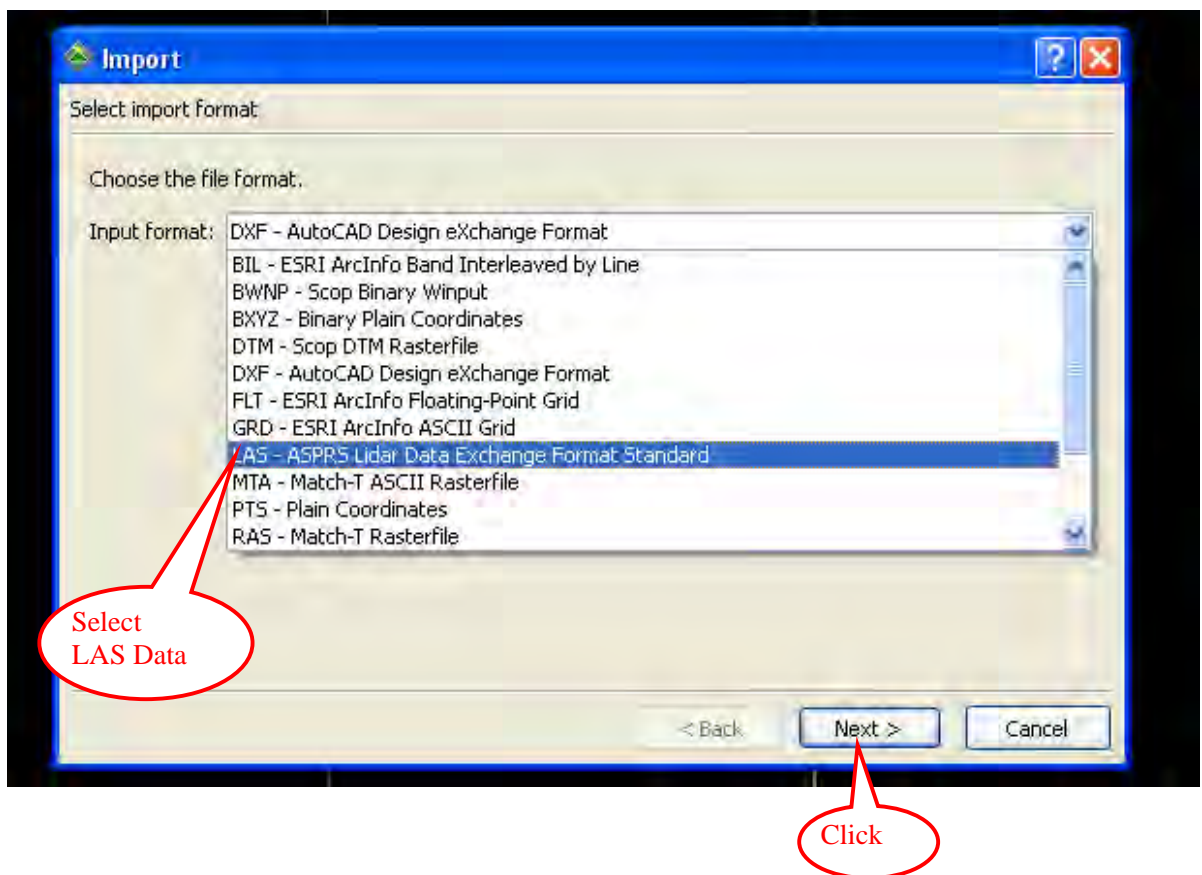 Import
Select import format
Choose the file format.
Input format: DXF - AutoCAD Design eXchange Format
BIL - ESRI ArcInfo Band Interleaved by Line
BWNP - Scop Binary Winput
BXYZ - Binary Plain Coordinates
DTM - Scop DTM Rasterfile
DXF - AutoCAD Design eXchange Format
FLT - ESRI ArcInfo Floating-Point Grid
GRD - ESRI ArcInfo ASCII Grid
LAS - ASPRS Lidar Data Exchange Format Standard
MTA - Match-T ASCII Rasterfile
PTS - Plain Coordinates
RAS - Match-T Rasterfile
Select
LAS Data
< Back Next > Cancel
Click